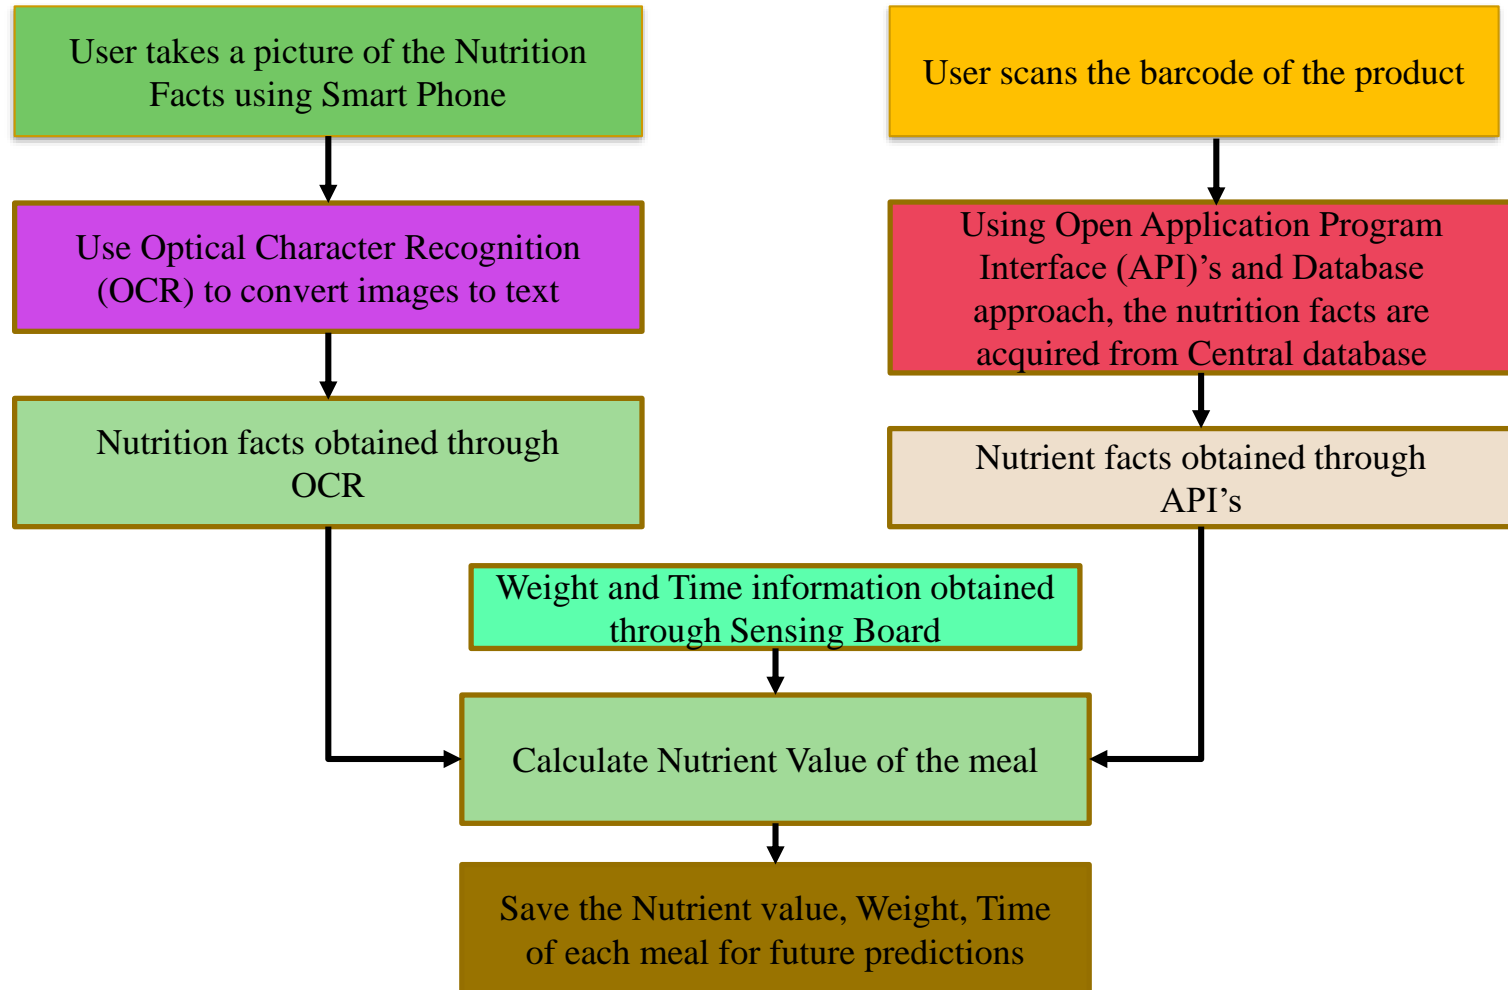 User takes a picture of the Nutrition
Facts using Smart Phone
User scans the barcode of the product
Use Optical Character Recognition
(OCR) to convert images to text
Using Open Application Program
Interface (API)’s and Database
approach, the nutrition facts are
acquired from Central database
Nutrition facts obtained through
OCR
Nutrient facts obtained through
API’s
Weight and Time information obtained
through Sensing Board
Calculate Nutrient Value of the meal
Save the Nutrient value, Weight, Time
of each meal for future predictions